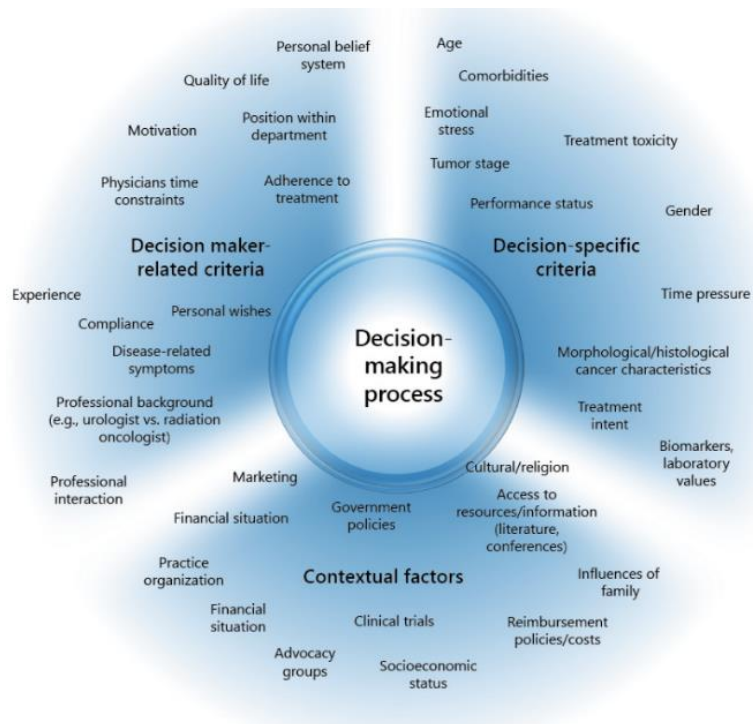 Personal belief
system
Quality of life
Motivation
Position within
department
Physicians time
constraints
Adherence to
treatment
Decision maker-
related criteria
Experience
Compliance
Personal wishes
Disease-related
symptoms
Professional background
(e.g., urologist vs. radiation
oncologist)
Professional
interaction
Age
Comorbidities
Emotional
stress
Treatment toxicity
Tumor stage
Performance status
Gender
Decision-specific
criteria
Time pressure
Morphological/histological
cancer characteristics
Treatment
intent
Biomarkers,
laboratory
values
Decision-
making
process
Marketing
Cultural/religion
Financial situation
Government
policies
Access to
resources/information
(literature,
conferences)
Practice
organization
Contextual factors
Influences of
family
Financial
situation
Clinical trials
Reimbursement
policies/costs
Advocacy
groups
Socioeconomic
status